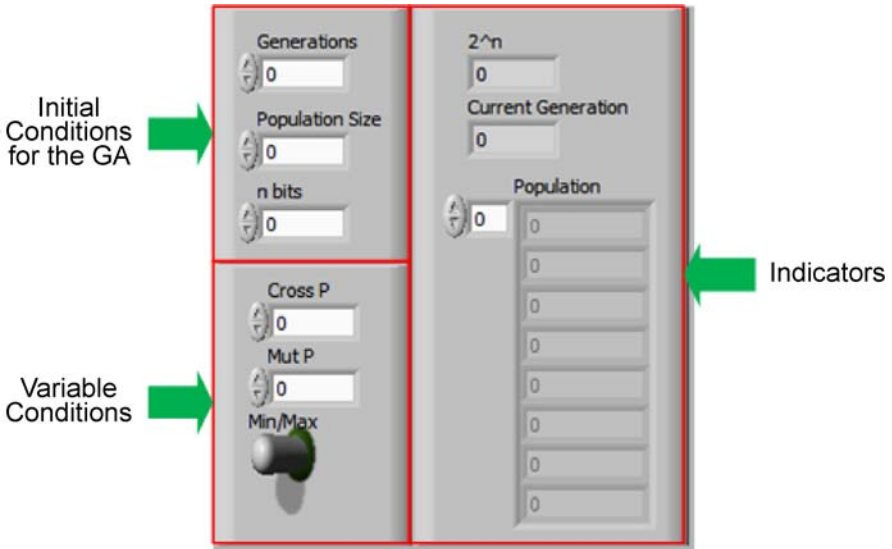 Initial
Conditions
for the GA
Generations
0
Population Size
0
n bits
0
Variable
Conditions
Cross P
0
Mut P
0
Min/Max
2^n
0
Current Generation
0
Population
0
0
0
0
0
0
0
0
0
Indicators